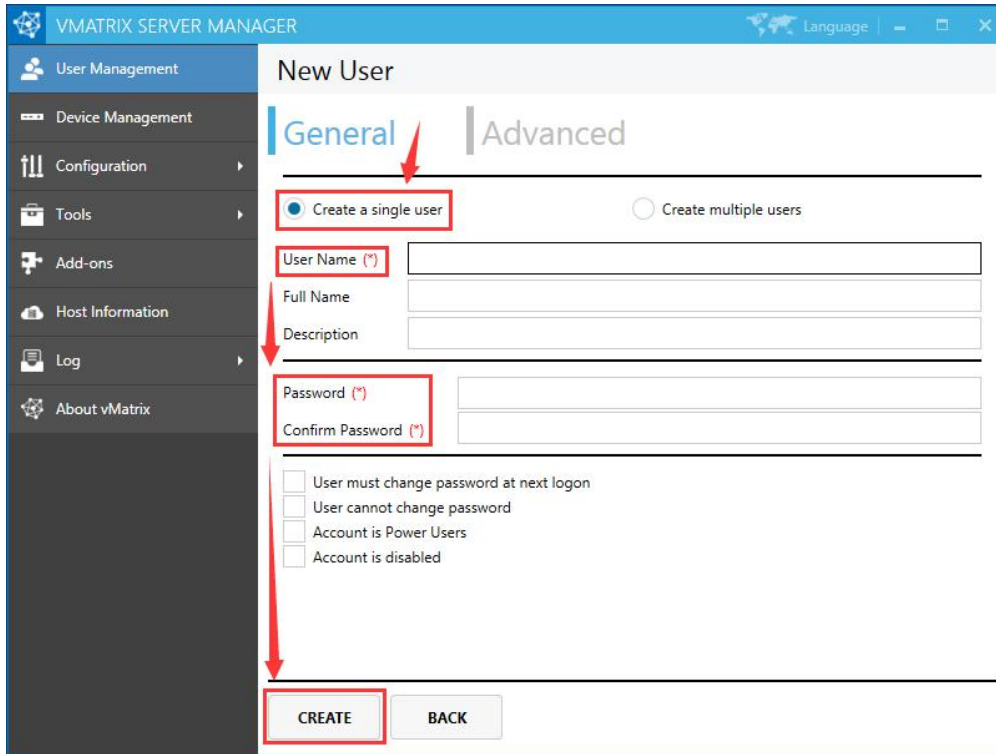 VMATRIX SERVER MANAGER
Language
User Management
Device Management
Configuration
Tools
Add-ons
Host Information
Log
About vMatrix
New User
General Advanced
Create a single user Create multiple users
User Name (*)
Full Name
Description
Password (*)
Confirm Password (*)
User must change password at next logon
User cannot change password
Account is Power Users
Account is disabled
CREATE BACK